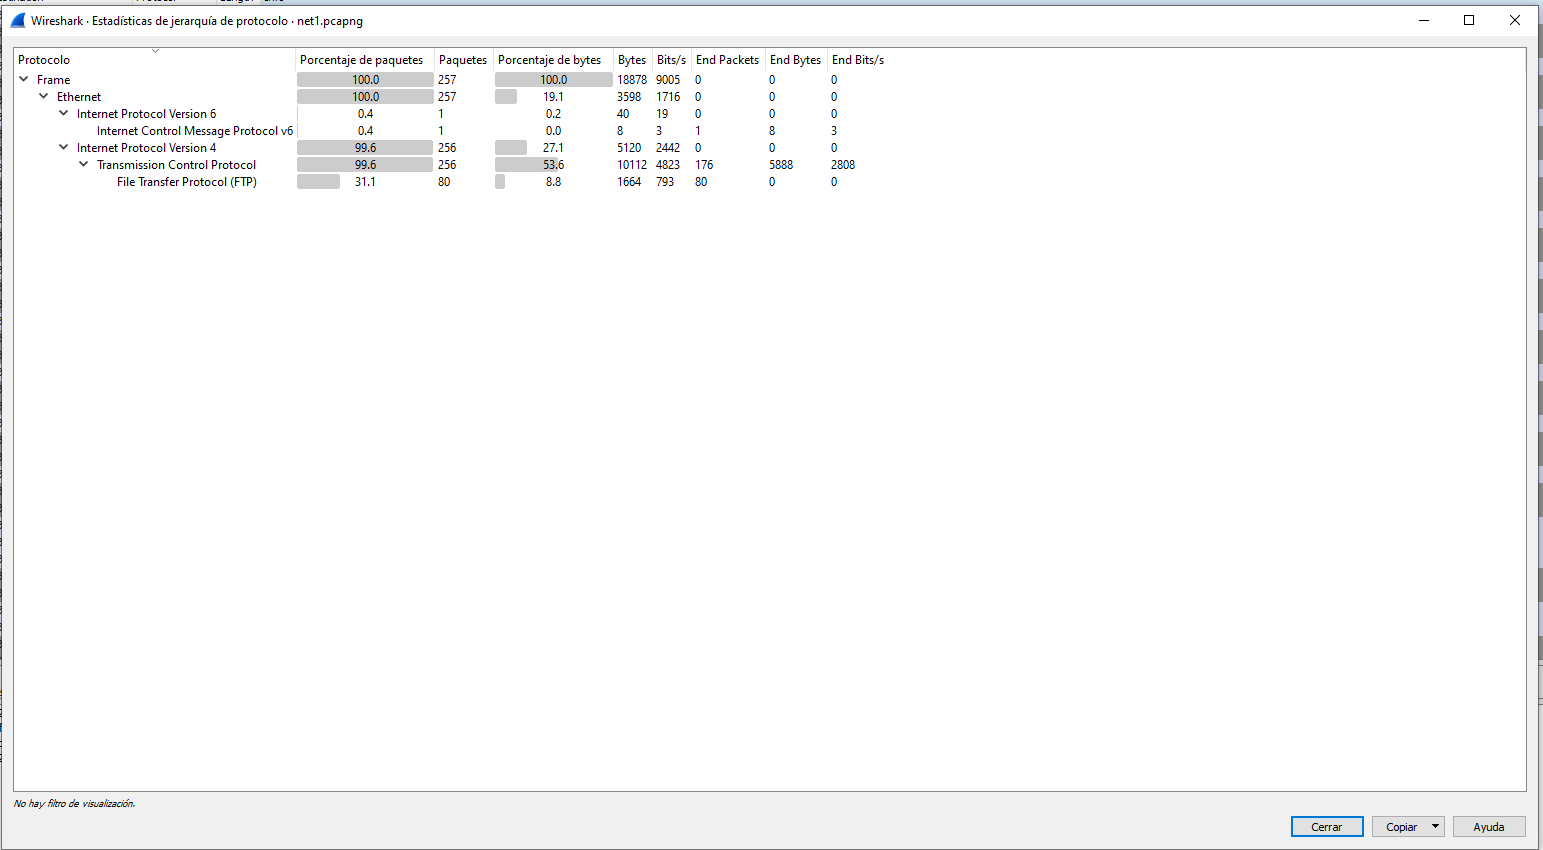 Wireshark · Estadísticas de jerarquía de protocolo · net1.pcapng
Protocolo Porcentaje de paquetes Paquetes Porcentaje de bytes Bytes Bits/s End Packets End Bytes End Bits/s
Frame 100.0 257 100.0 18878 9005 0 0 0
Ethernet 100.0 257 19.1 3598 1716 0 0 0
Internet Protocol Version 6 0.4 1 0.2 40 19 0 0 0
Internet Control Message Protocol v6 0.4 1 0.0 8 3 1 8 3
Internet Protocol Version 4 99.6 256 27.1 5120 2442 0 0 0
Transmission Control Protocol 99.6 256 53.6 10112 4823 176 5888 2808
File Transfer Protocol (FTP) 31.1 80 8.8 1664 793 80 0 0
No hay filtro de visualización.
Cerrar Copiar Ayuda